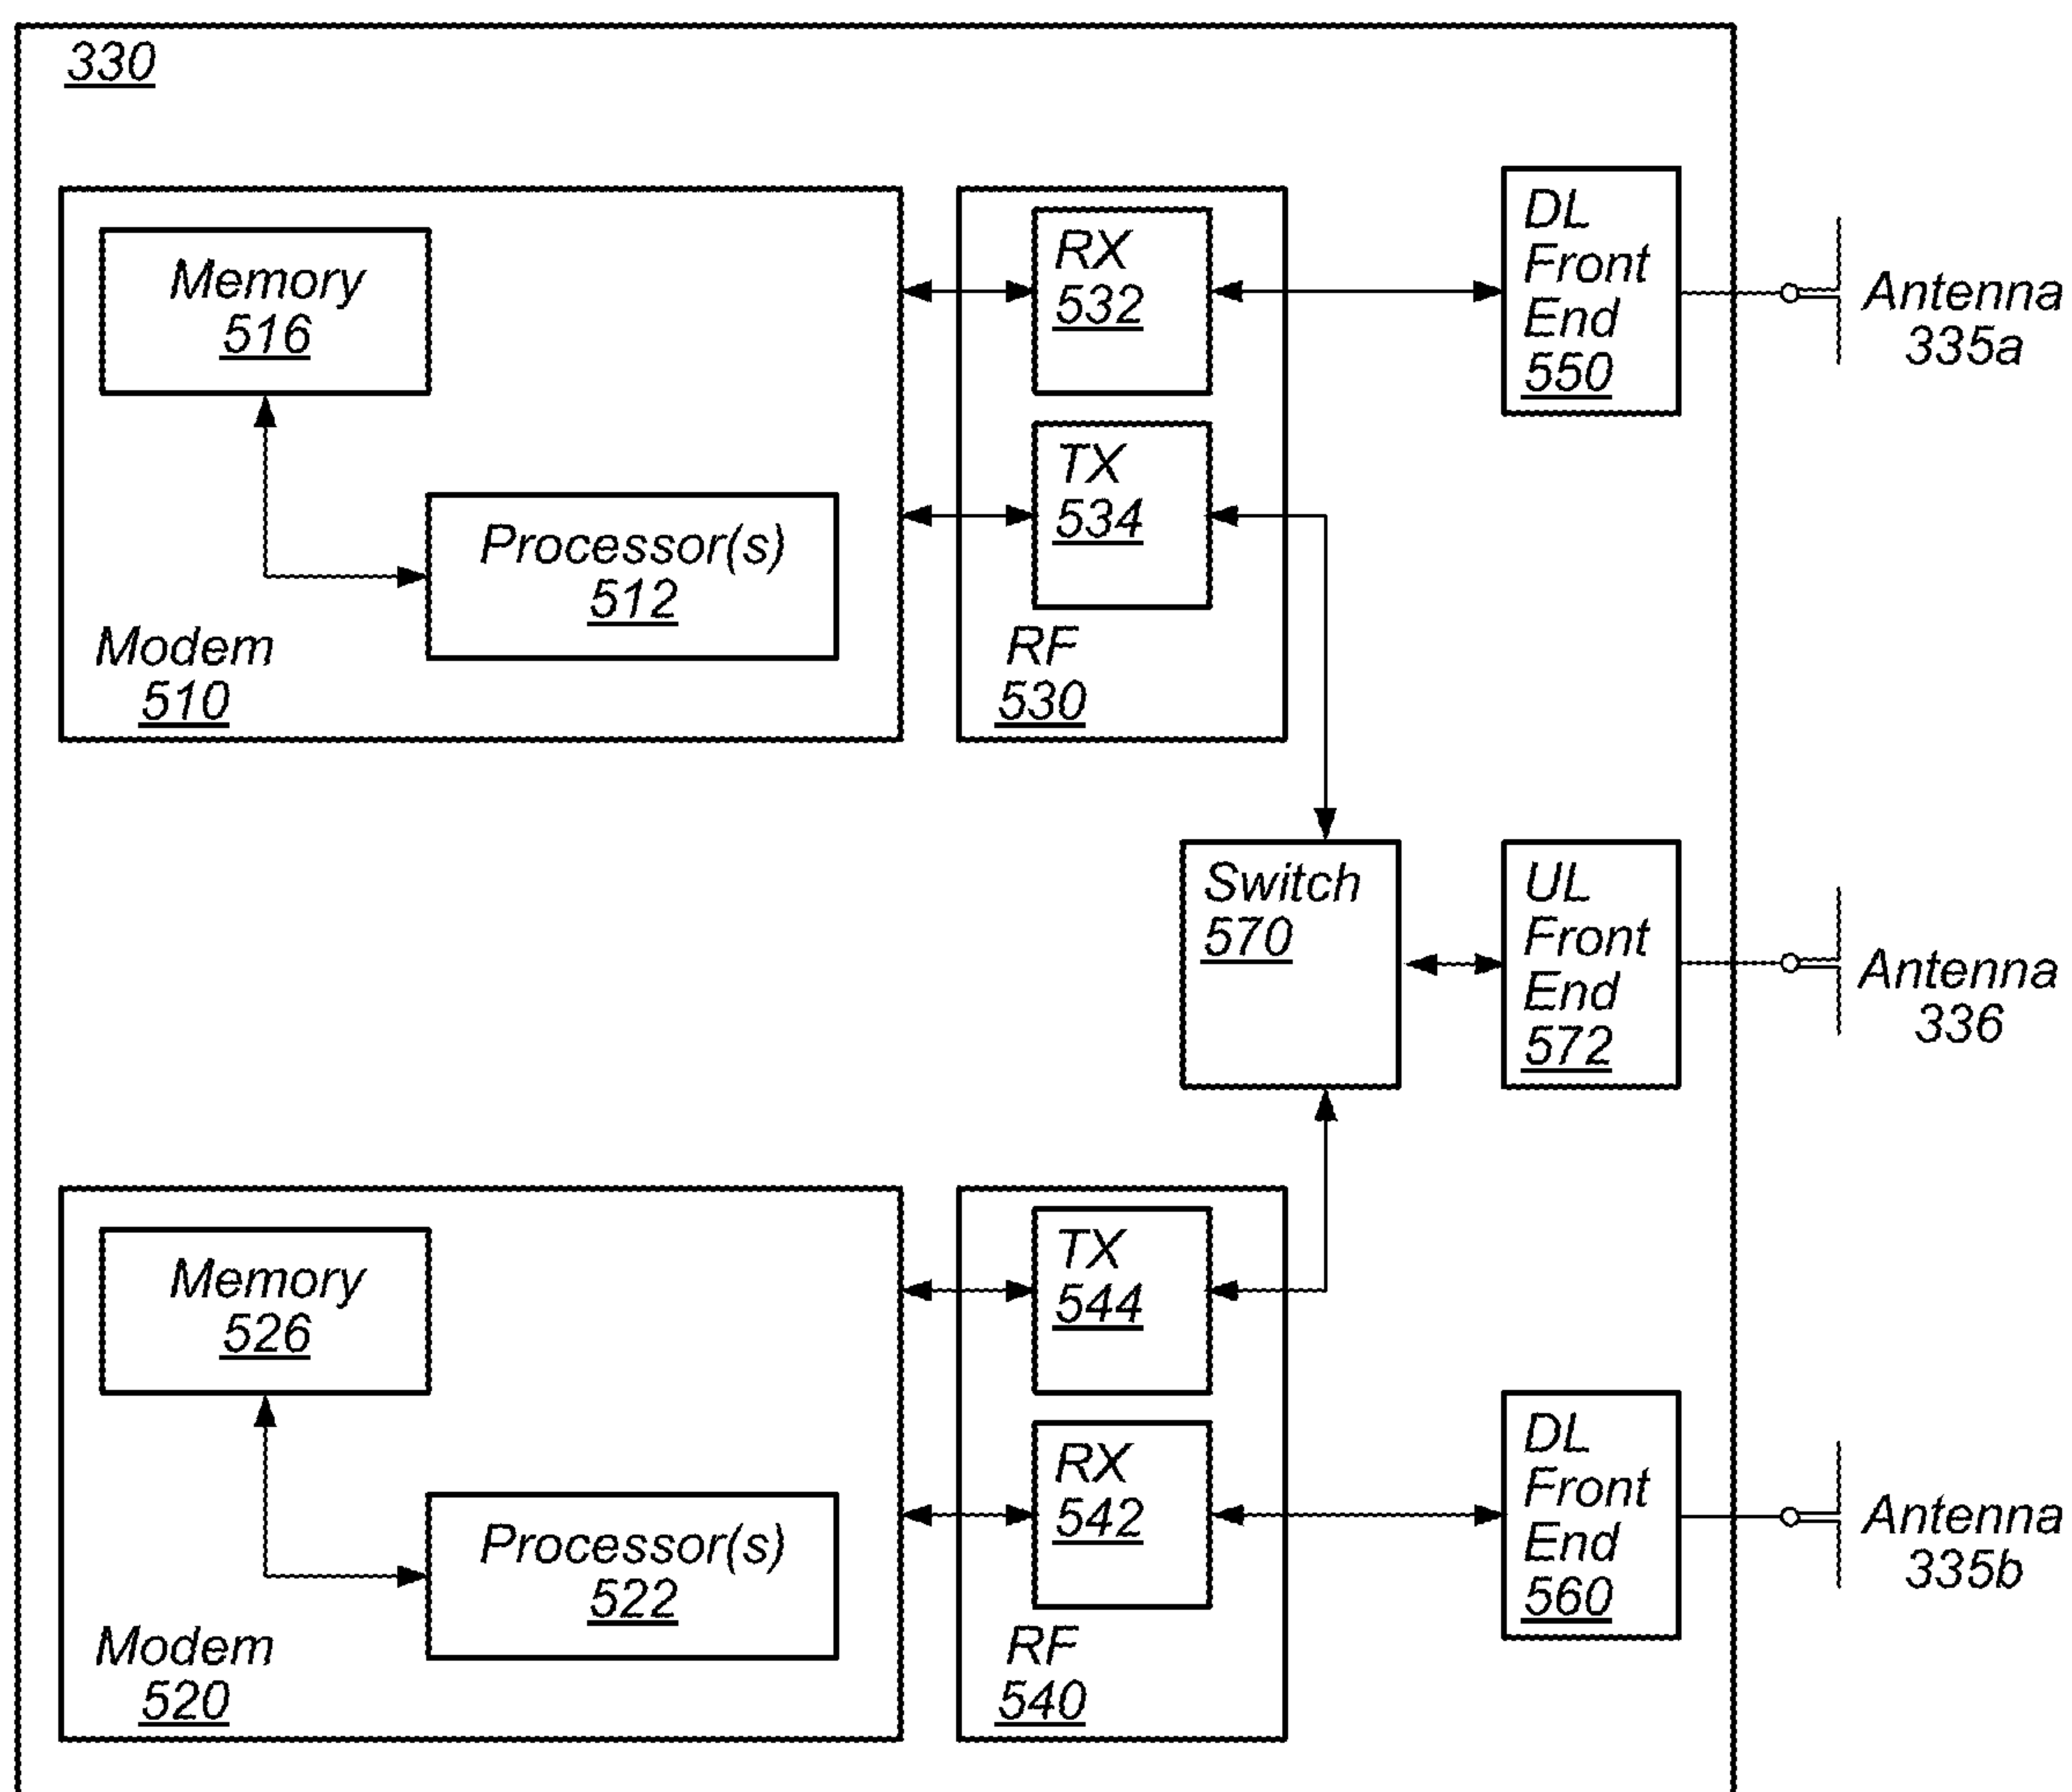 330
Memory
516
Processor(s)
512
Modem
510
RX
532
TX
534
RF
530
DL
Front
End
550
Antenna
335a
Switch
570
UL
Front
End
572
Antenna
336
Memory
526
Processor(s)
522
Modem
520
TX
544
RX
542
RF
540
DL
Front
End
560
Antenna
335b